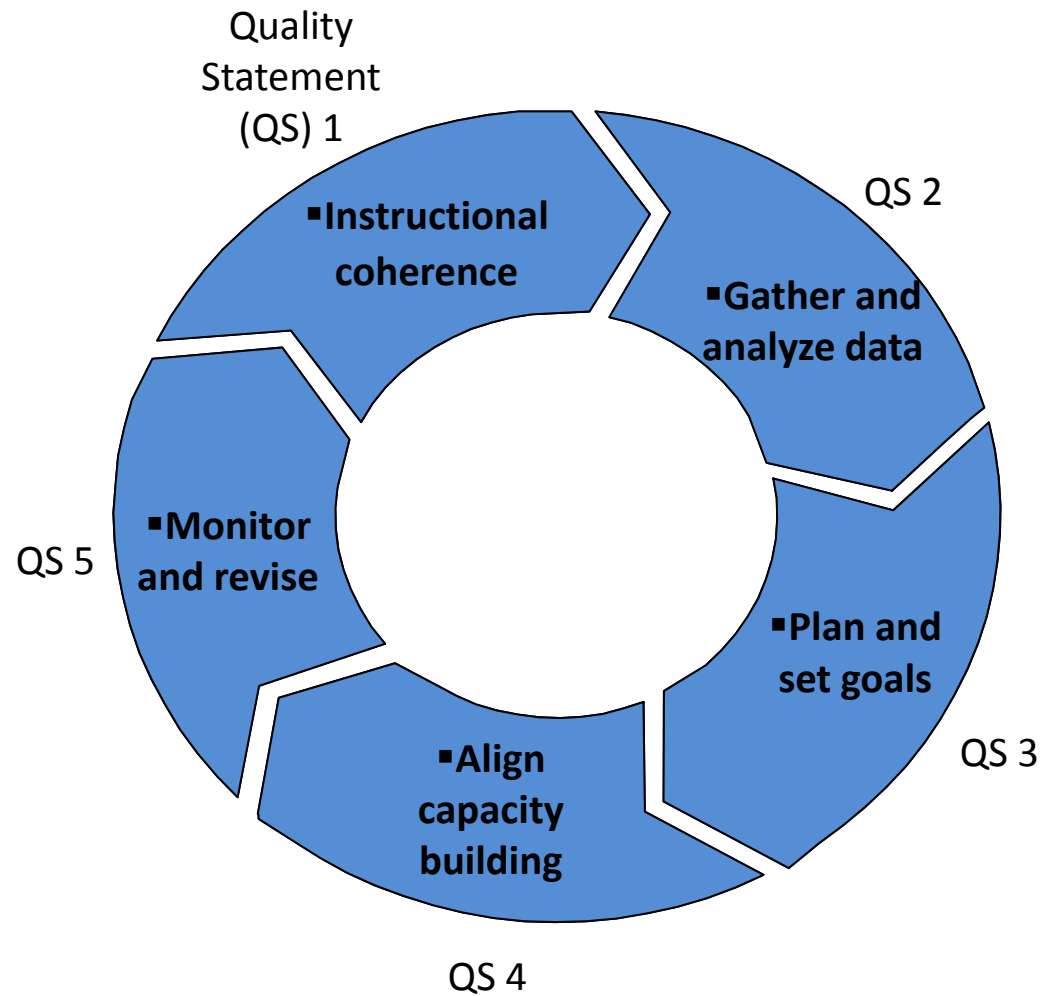 Quality
Statement
(QS) 1
▪Instructional
coherence
QS 2
▪Gather and
analyze data
QS 3
▪Plan and
set goals
QS 4
▪Align
capacity
building
QS 5
▪Monitor
and revise